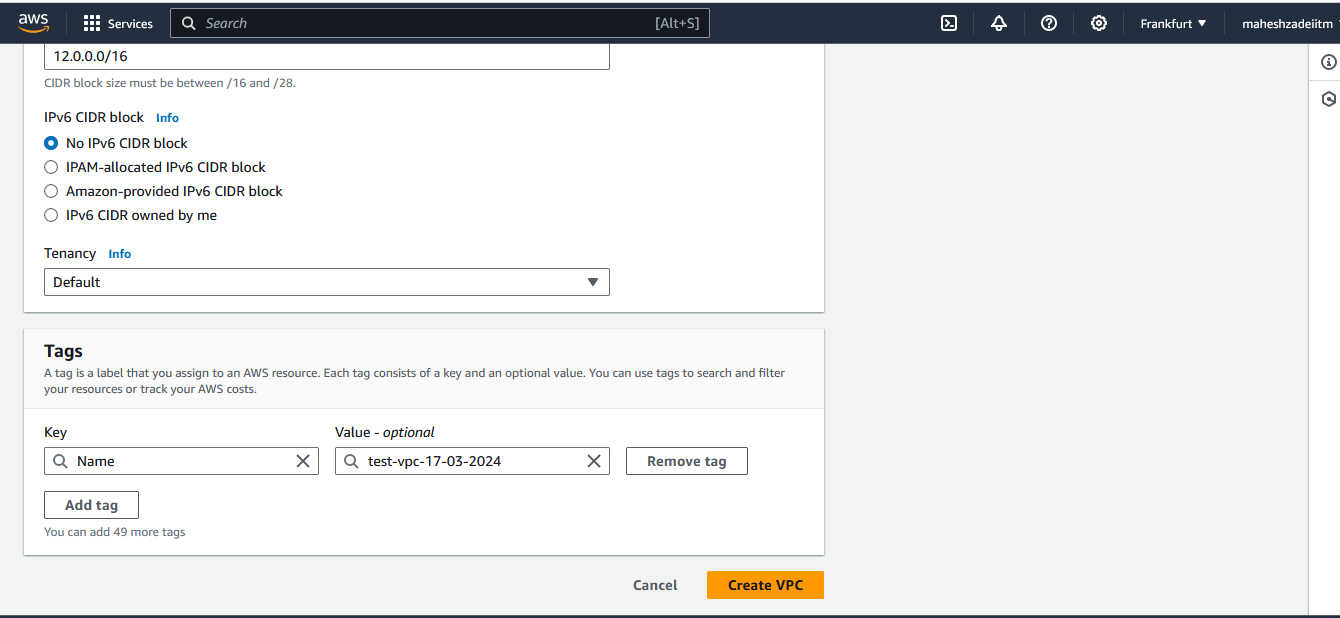 aws Services Search [Alt+S] Frankfurt maheshzadeiitm
12.0.0.0/16
CIDR block size must be between /16 and /28.
IPv6 CIDR block Info
No IPv6 CIDR block
IPAM-allocated IPv6 CIDR block
Amazon-provided IPv6 CIDR block
IPv6 CIDR owned by me
Tenancy Info
Default
Tags
A tag is a label that you assign to an AWS resource. Each tag consists of a key and an optional value. You can use tags to search and filter
your resources or track your AWS costs.
Key Value - optional
Name test-vpc-17-03-2024 Remove tag
Add tag
You can add 49 more tags
Cancel Create VPC